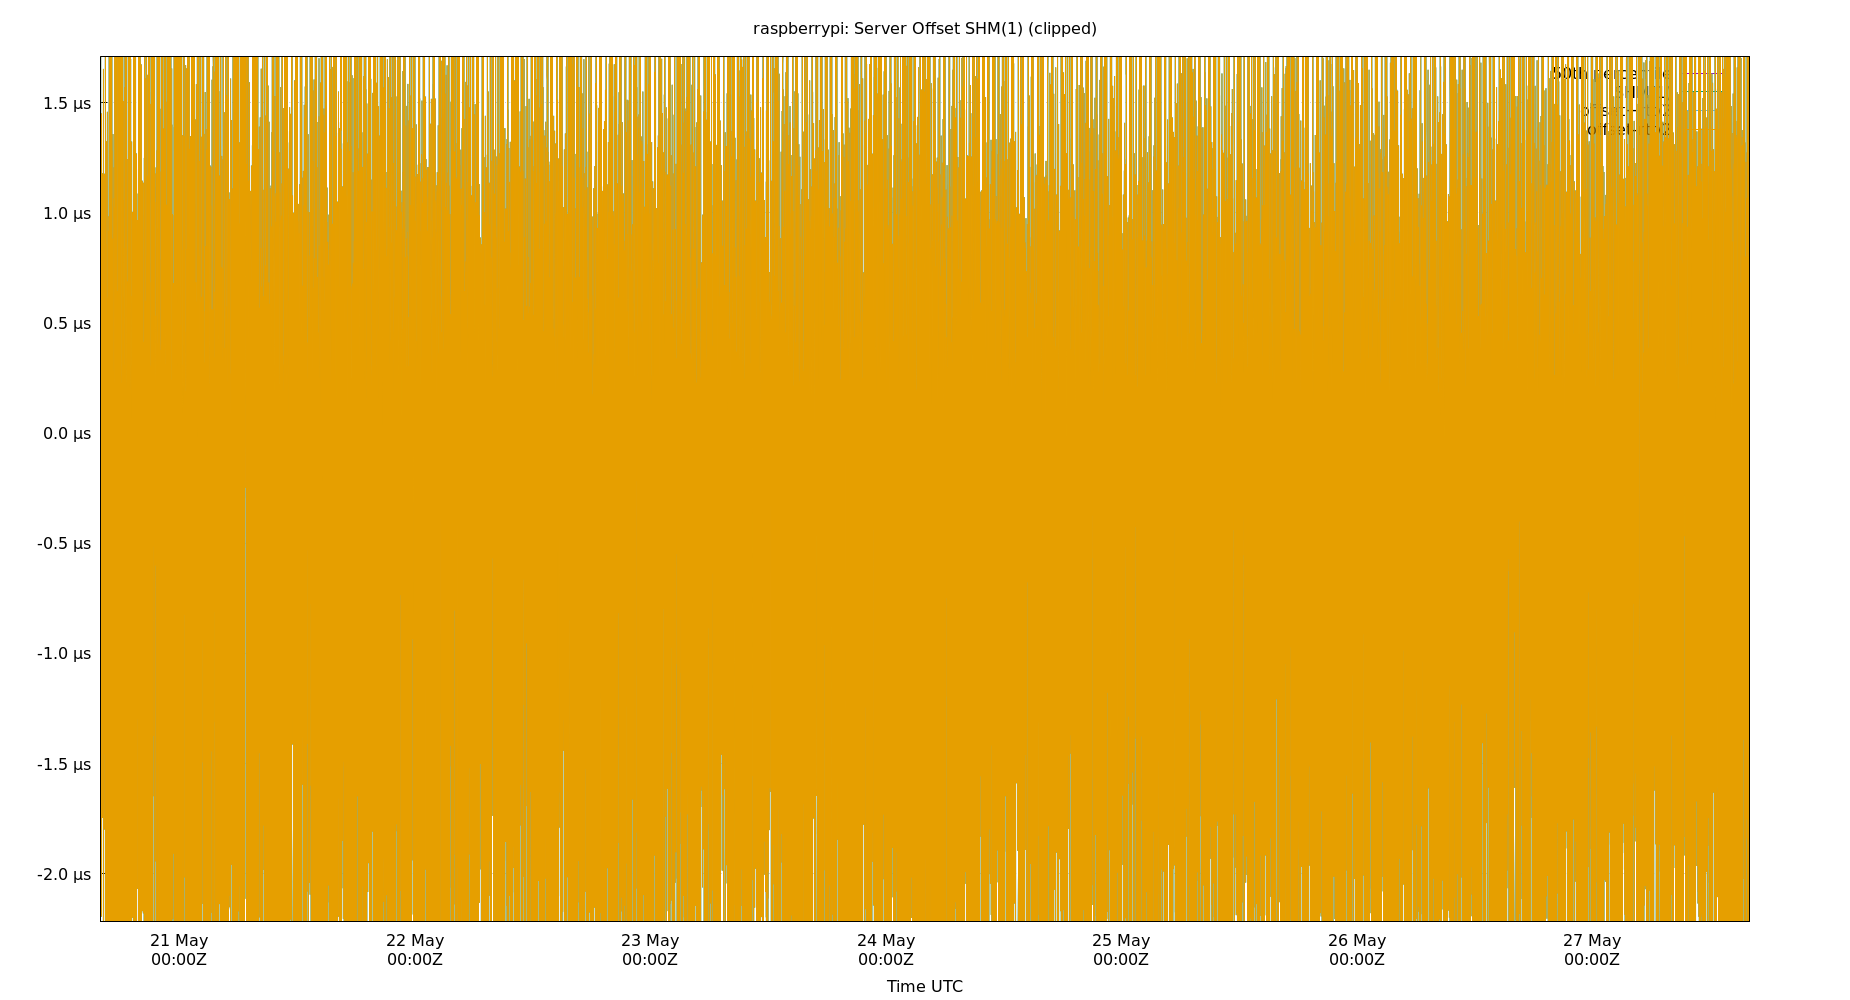 raspberrypi: Server Offset SHM(1) (clipped)
1.5 µs
1.0 µs
0.5 µs
0.0 µs
-0.5 µs
-1.0 µs
-1.5 µs
-2.0 µs
50th percentile
21 May
00:00Z
22 May
00:00Z
23 May
00:00Z
24 May
00:00Z
25 May
00:00Z
26 May
00:00Z
27 May
00:00Z
Time UTC